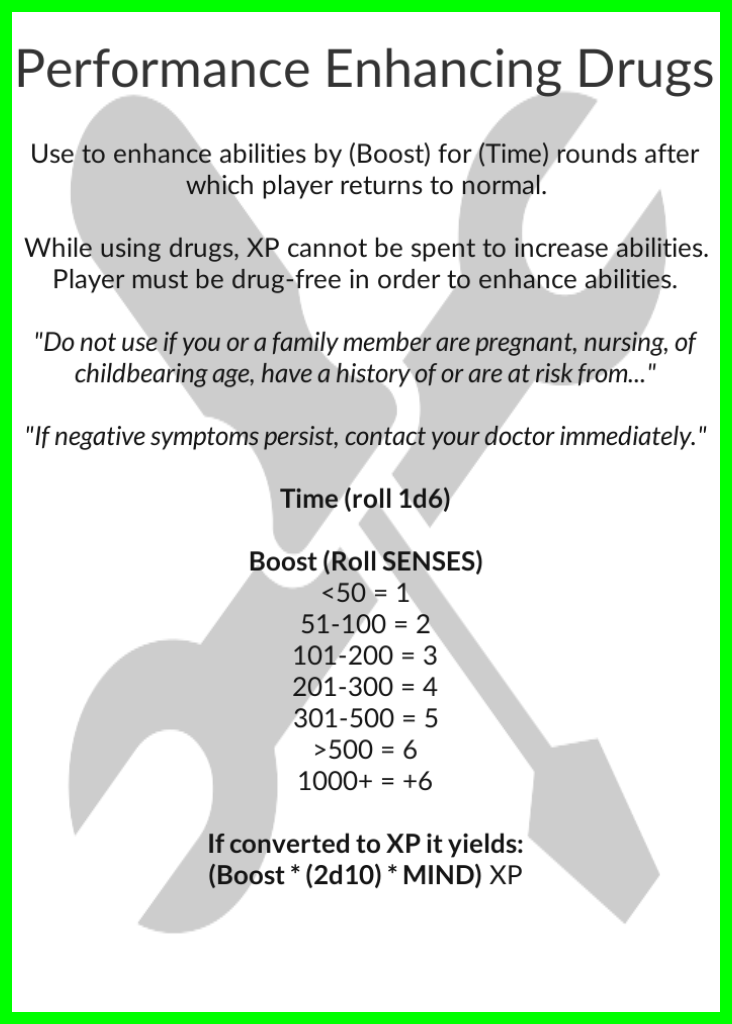 Performance Enhancing Drugs
Use to enhance abilities by (Boost) for (Time) rounds after
which player returns to normal.
While using drugs, XP cannot be spent to increase abilities.
Player must be drug-free in order to enhance abilities.
"Do not use if you or a family member are pregnant, nursing, of
childbearing age, have a history of or are at risk from..."
"If negative symptoms persist, contact your doctor immediately."
Time (roll 1d6)
Boost (Roll SENSES)
<50 = 1
51-100 = 2
101-200 = 3
201-300 = 4
301-500 = 5
>500 = 6
1000+ = +6
If converted to XP it yields:
(Boost * (2d10) * MIND) XP